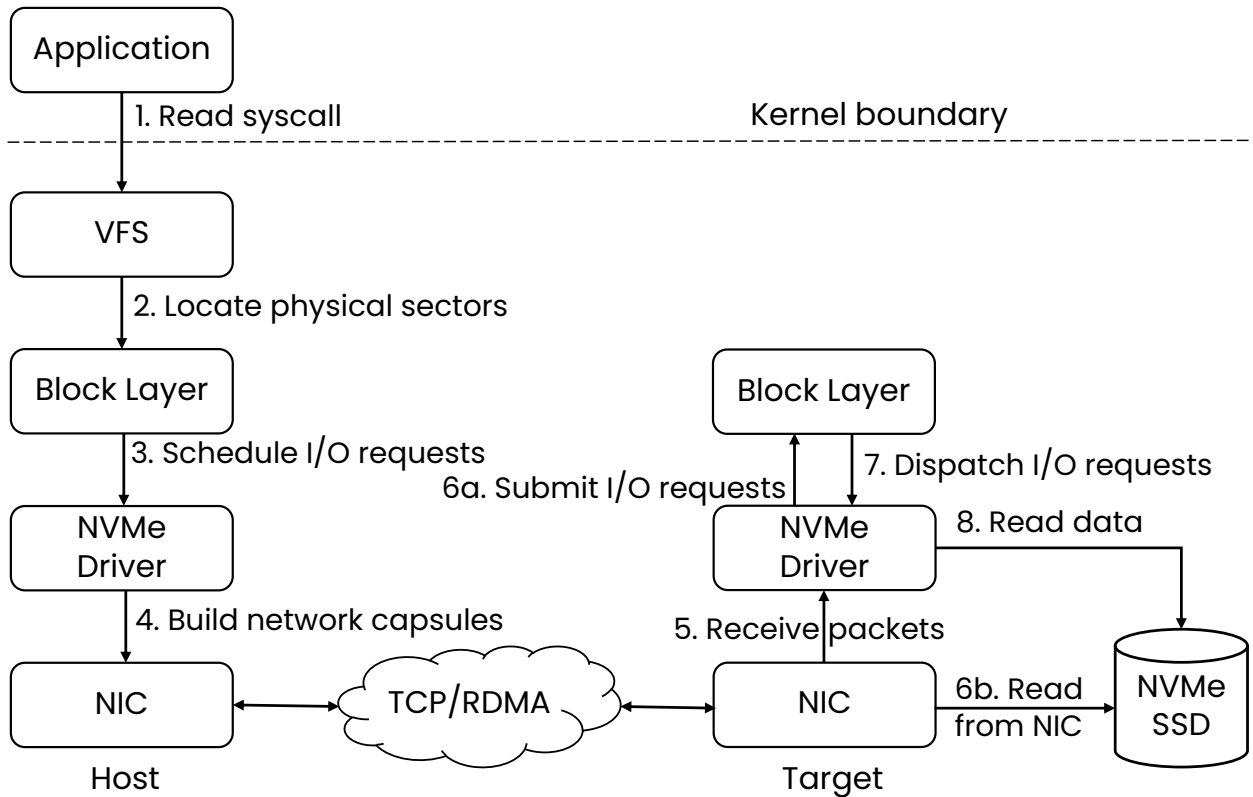 Application
1. Read syscall
Kernel boundary
VFS
2. Locate physical sectors
Block Layer
Block Layer
3. Schedule I/O requests
6a. Submit I/O requests
7. Dispatch I/O requests
NVMe
Driver
NVMe
Driver
8. Read data
4. Build network capsules
5. Receive packets
NIC
TCP/RDMA
NIC
6b. Read
from NIC
NVMe
SSD
Host
Target